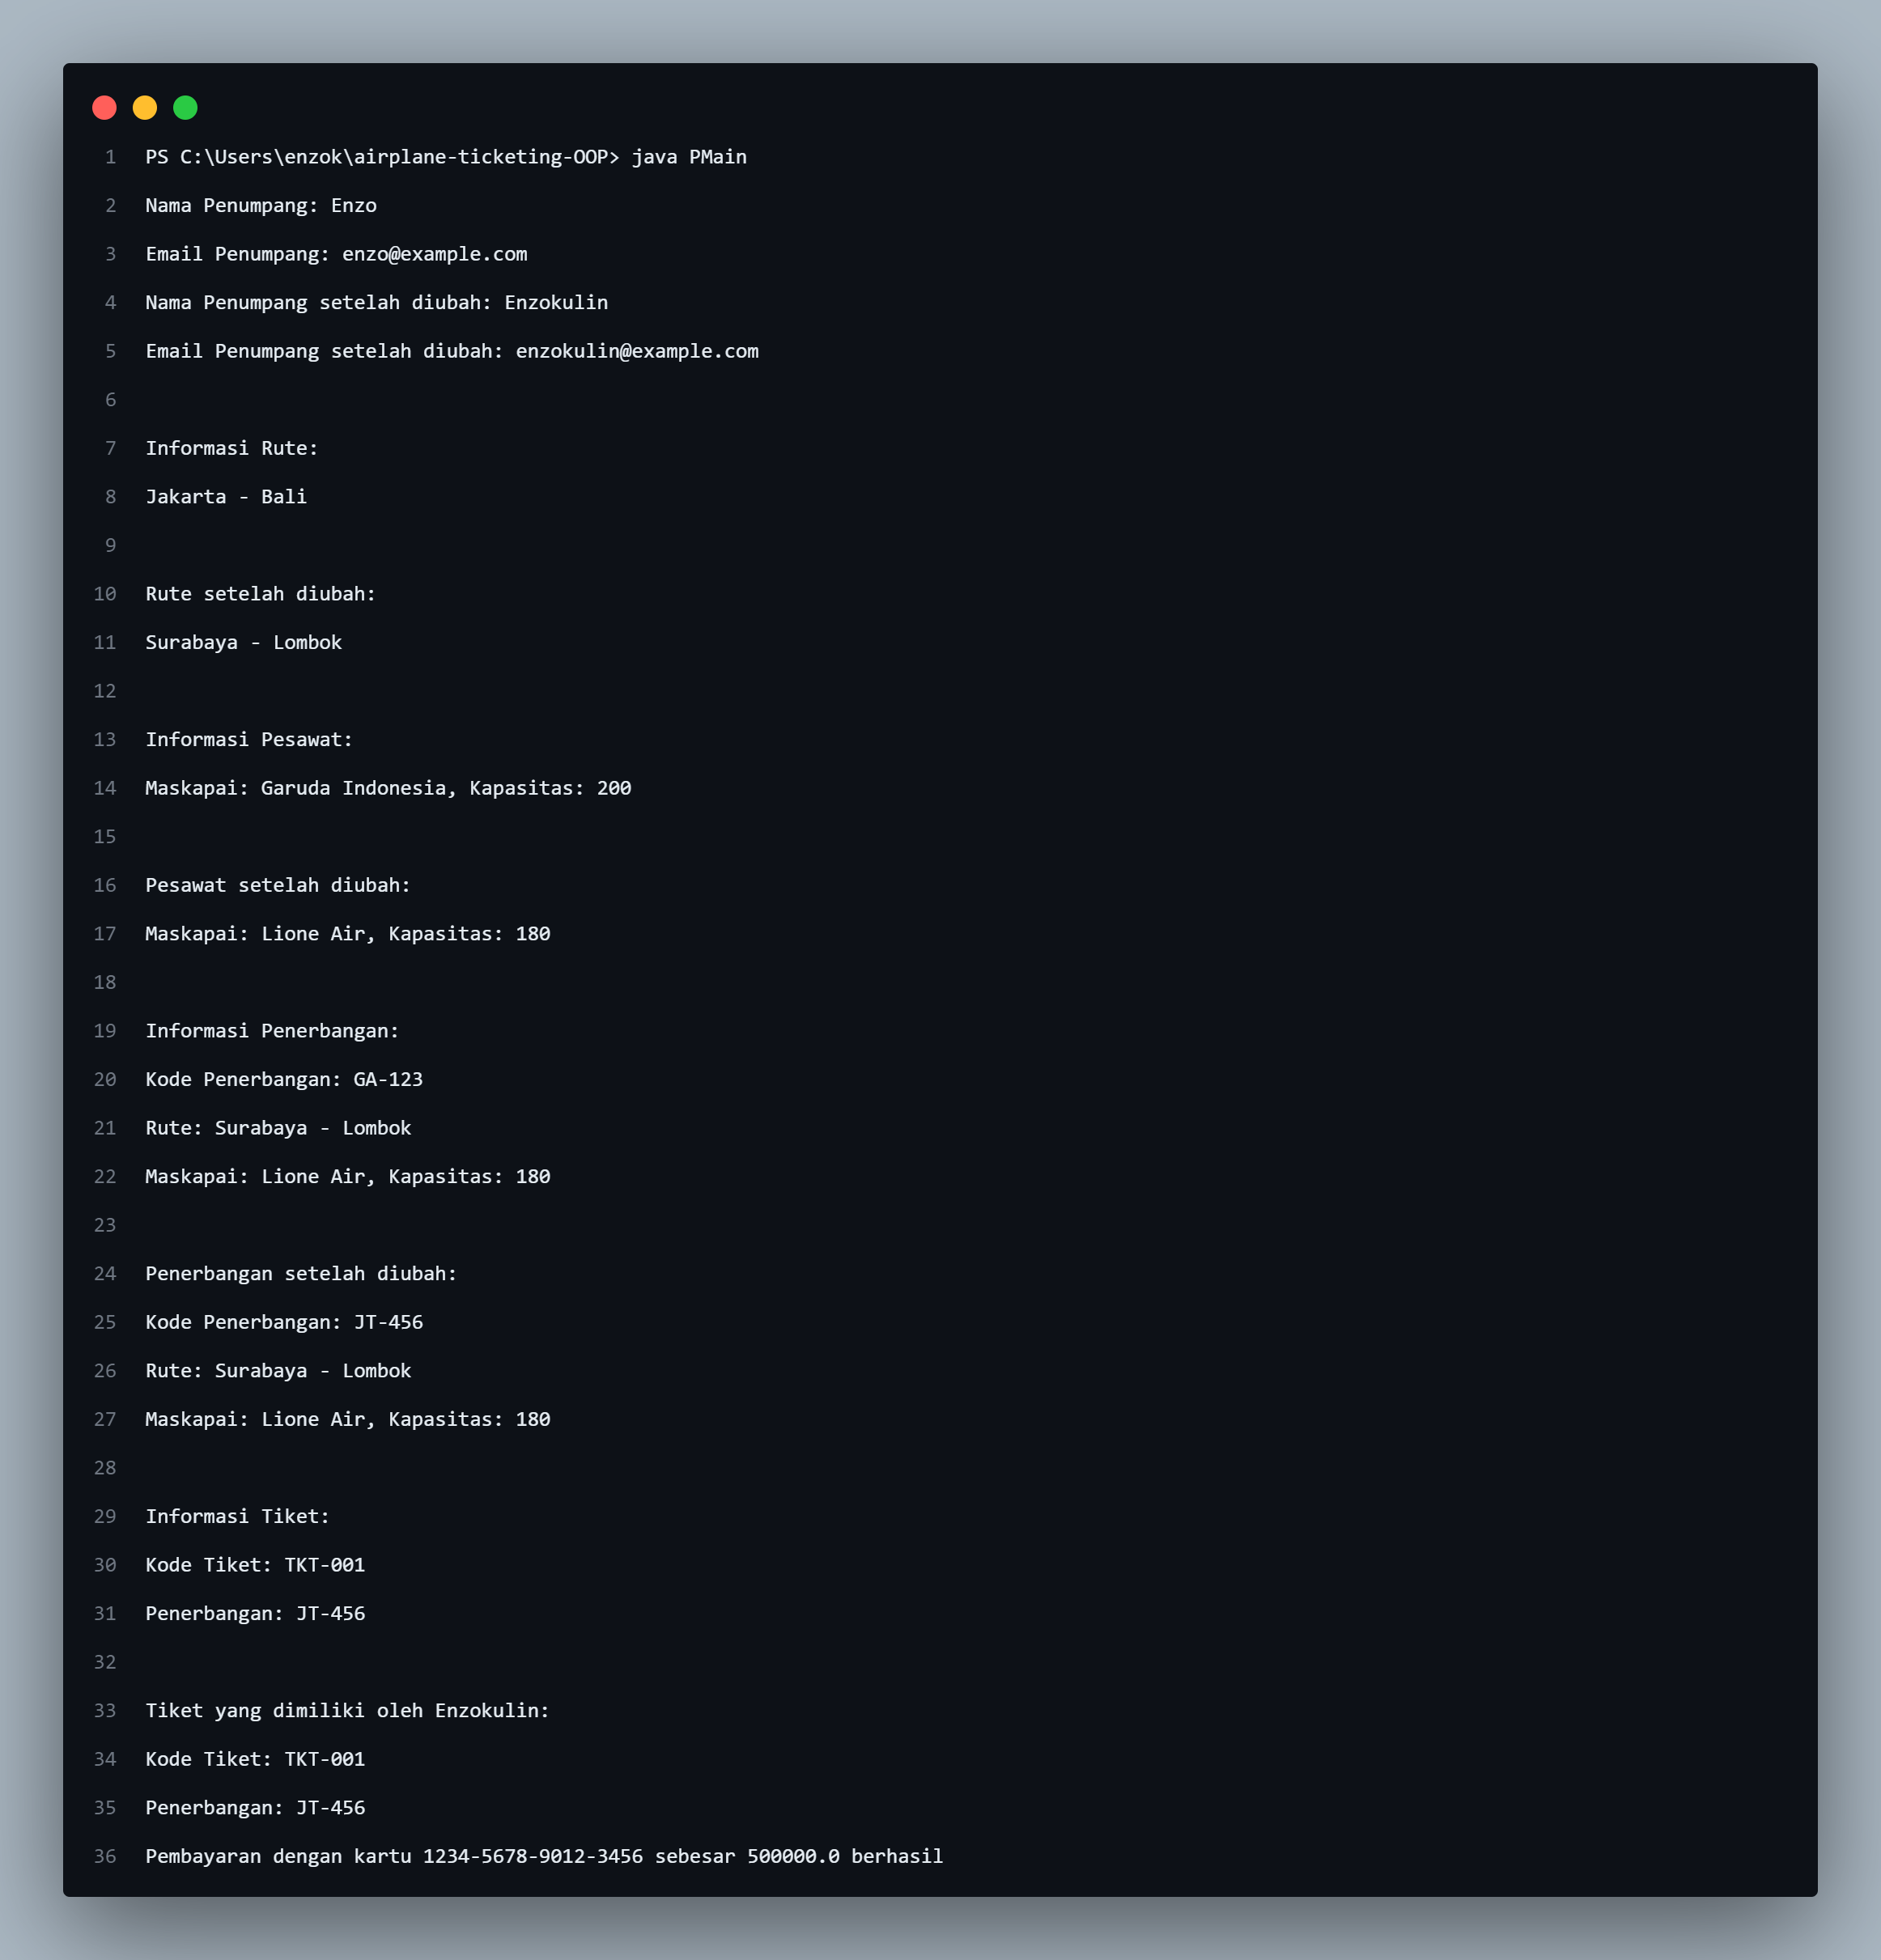 1 PS C:\Users\enzok\airplane-ticketing-OOP> java PMain
2 Nama Penumpang: Enzo
3 Email Penumpang: enzo@example.com
4 Nama Penumpang setelah diubah: Enzokulin
5 Email Penumpang setelah diubah: enzokulin@example.com
6
7 Informasi Rute:
8 Jakarta - Bali
9
10 Rute setelah diubah:
11 Surabaya - Lombok
12
13 Informasi Pesawat:
14 Maskapai: Garuda Indonesia, Kapasitas: 200
15
16 Pesawat setelah diubah:
17 Maskapai: Lione Air, Kapasitas: 180
18
19 Informasi Penerbangan:
20 Kode Penerbangan: GA-123
21 Rute: Surabaya - Lombok
22 Maskapai: Lione Air, Kapasitas: 180
23
24 Penerbangan setelah diubah:
25 Kode Penerbangan: JT-456
26 Rute: Surabaya - Lombok
27 Maskapai: Lione Air, Kapasitas: 180
28
29 Informasi Tiket:
30 Kode Tiket: TKT-001
31 Penerbangan: JT-456
32
33 Tiket yang dimiliki oleh Enzokulin:
34 Kode Tiket: TKT-001
35 Penerbangan: JT-456
36 Pembayaran dengan kartu 1234-5678-9012-3456 sebesar 500000.0 berhasil